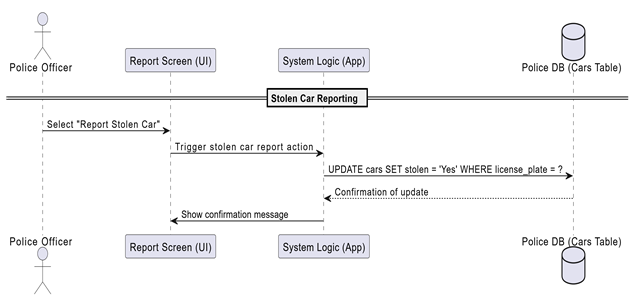 Police Officer
Report Screen (UI)
System Logic (App)
Police DB (Cars Table)
Stolen Car Reporting
Select "Report Stolen Car"
Trigger stolen car report action
UPDATE cars SET stolen = 'Yes' WHERE license_plate = ?
Confirmation of update
Show confirmation message
Police Officer
Report Screen (UI)
System Logic (App)
Police DB (Cars Table)